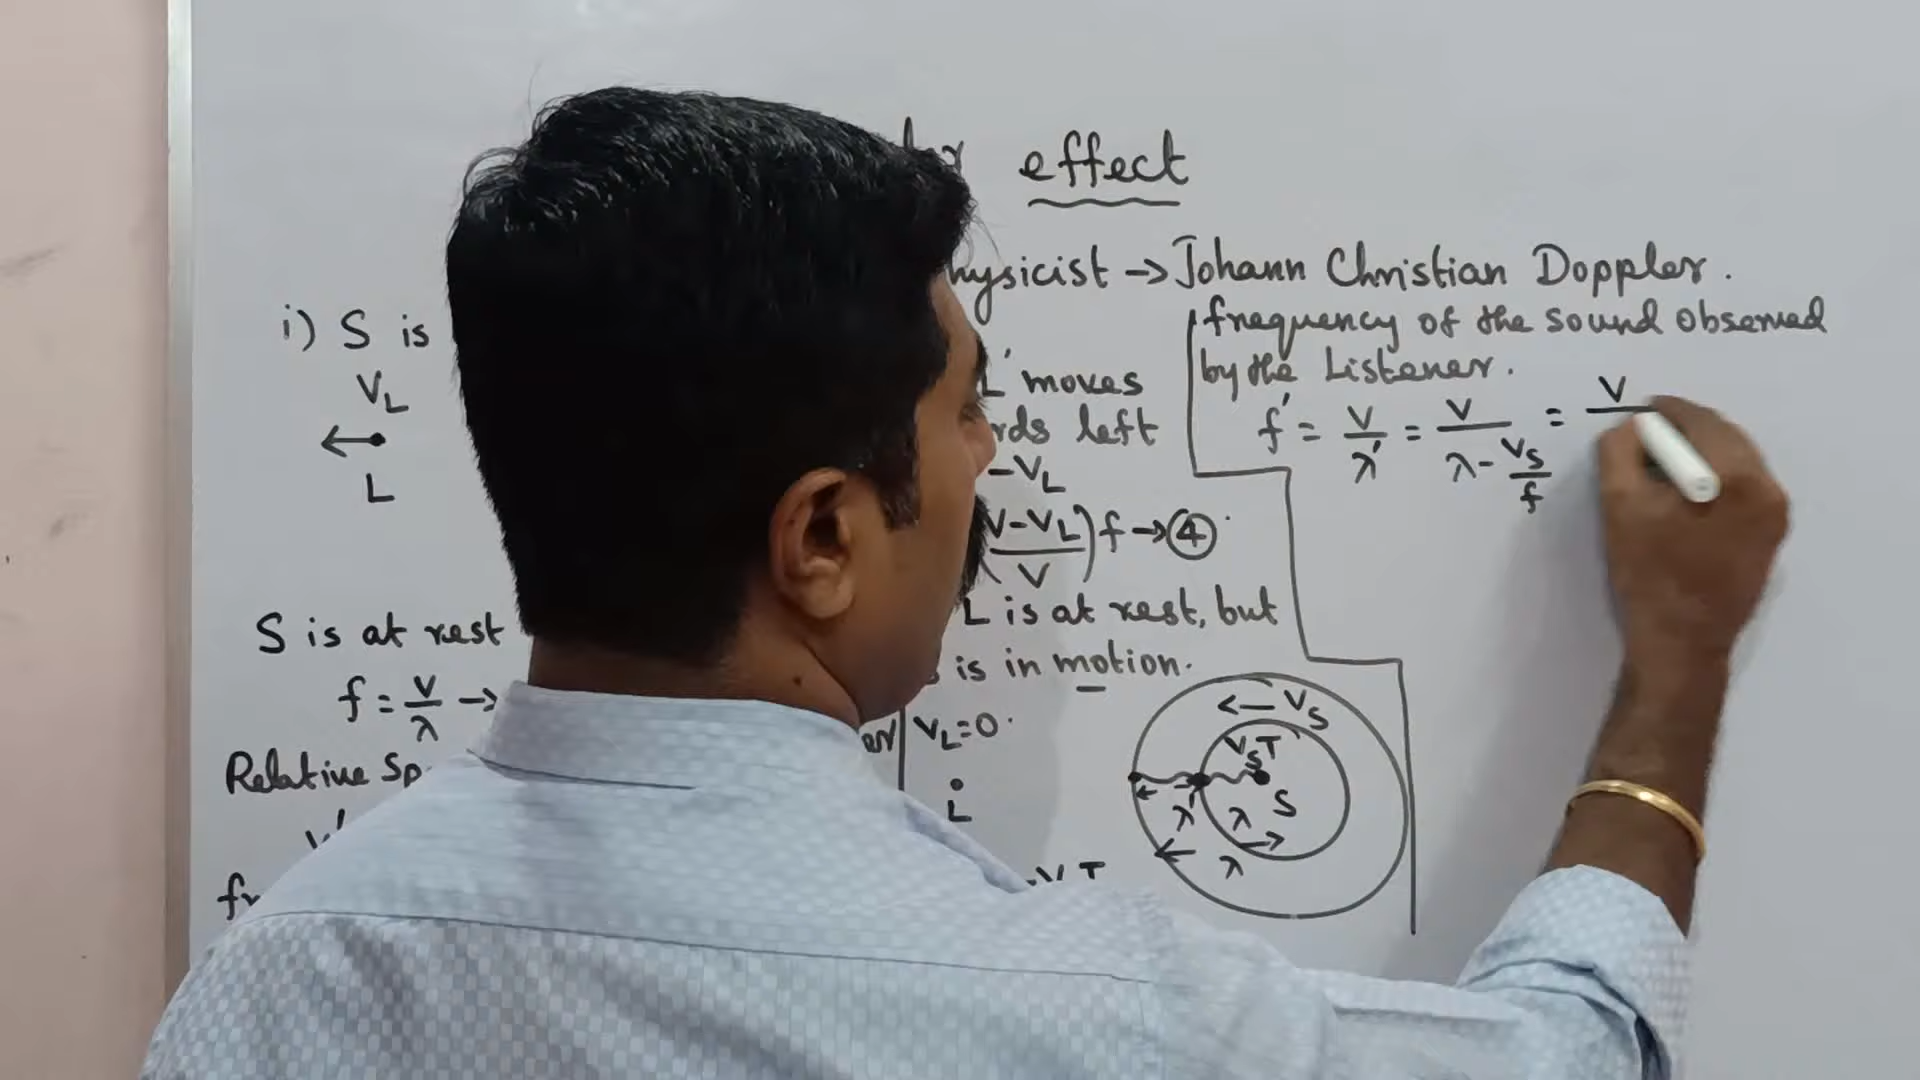 effect
hysicist → Johann Christian Doppler.
i) S is
V_L
L
S is at rest
f = V/λ →
Relative Sp
V'
fr
L' moves
rds left
-V_L
(V-V_L/V) f → ④
L is at rest, but
is in motion.
V_L=0
L
← V_S
V_S T
S
λ' λ
λ
frequency of the sound observed
by the Listener.
f' = V/λ' = V/(λ - V_S/f) = V